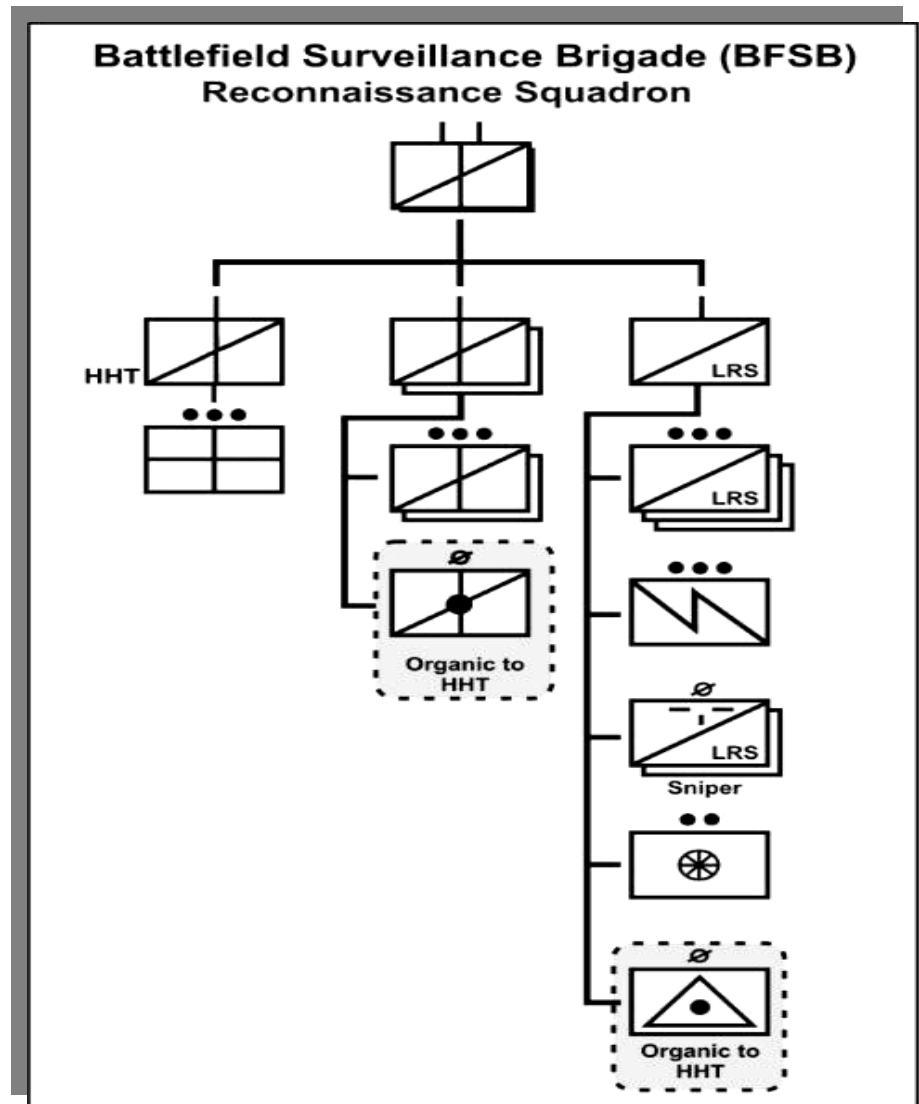 Battlefield Surveillance Brigade (BFSB)
Reconnaissance Squadron
HHT
LRS
LRS
Organic to
HHT
LRS
Sniper
Organic to
HHT